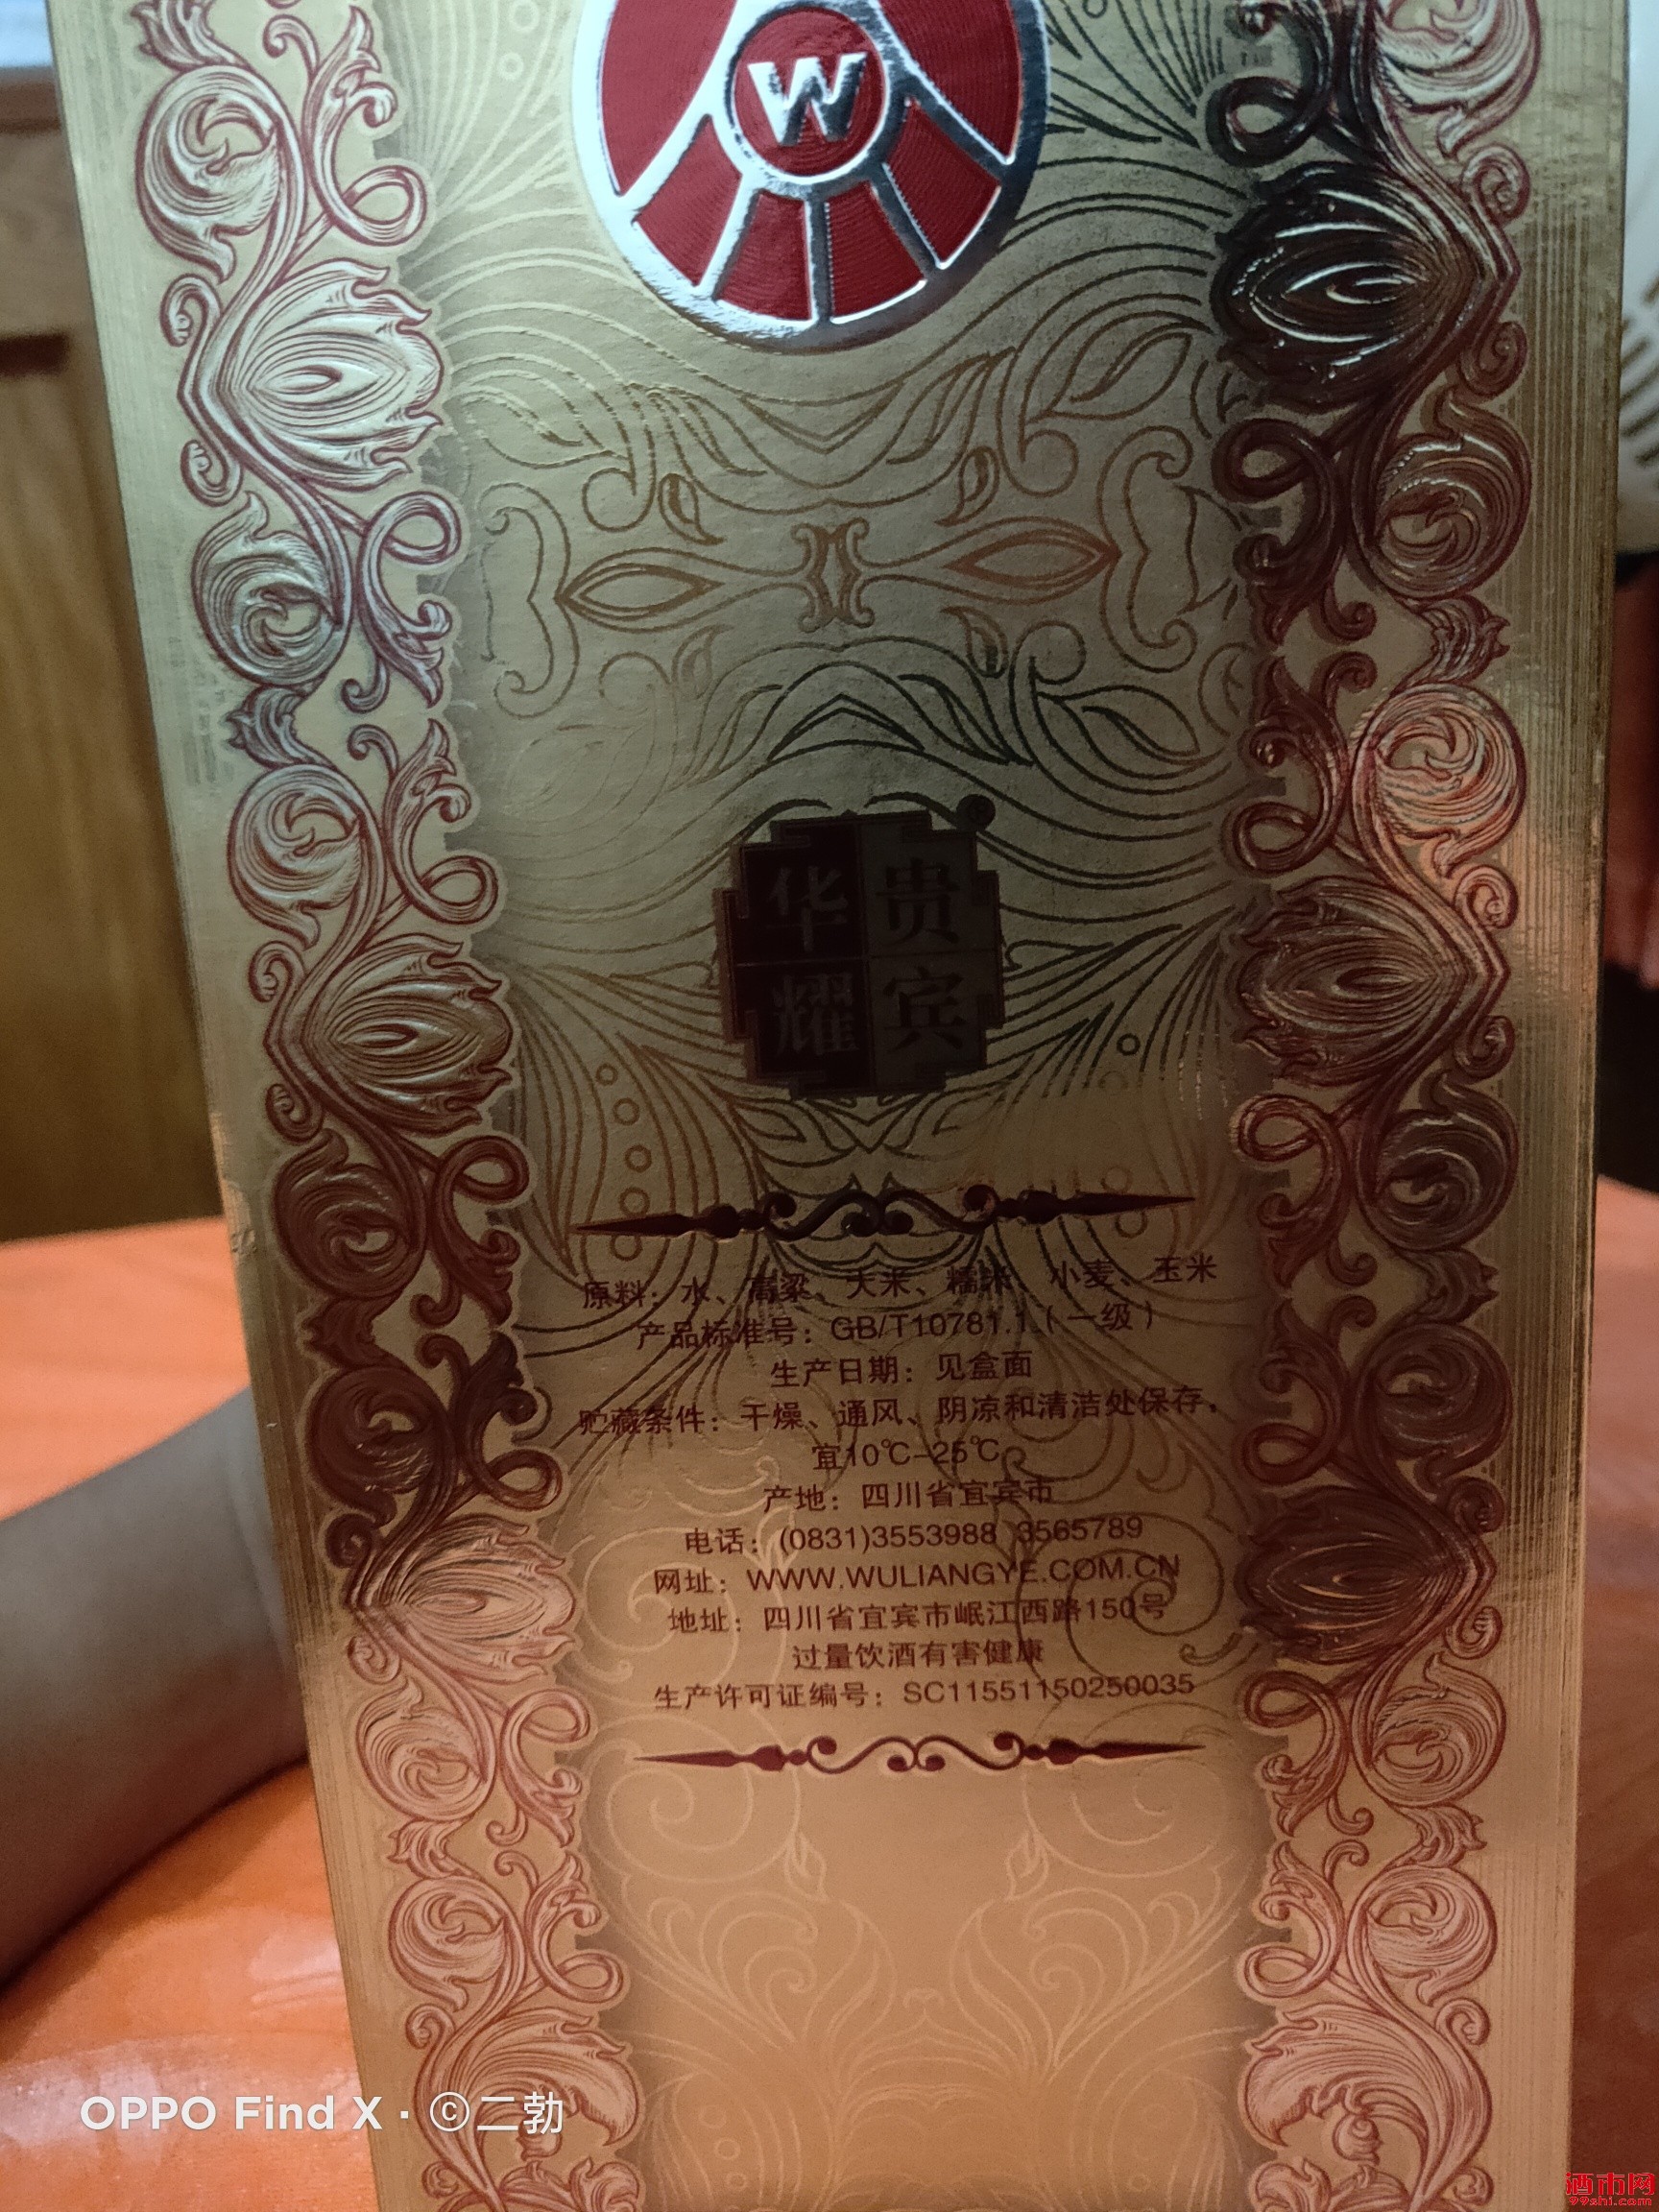 W
华贵
耀宾
®
原料：水、高粱、大米、糯米、小麦、玉米
产品标准号：GB/T10781.1（一级）
生产日期：见盒面
贮藏条件：干燥、通风、阴凉和清洁处保存，
宜10℃-25℃。
产地：四川省宜宾市
电话：(0831)3553988 3565789
网址：WWW.WULIANGYE.COM.CN
地址：四川省宜宾市岷江西路150号
过量饮酒有害健康
生产许可证编号：SC11551150250035
OPPO Find X · ©二勃
酒市网
99shi.com